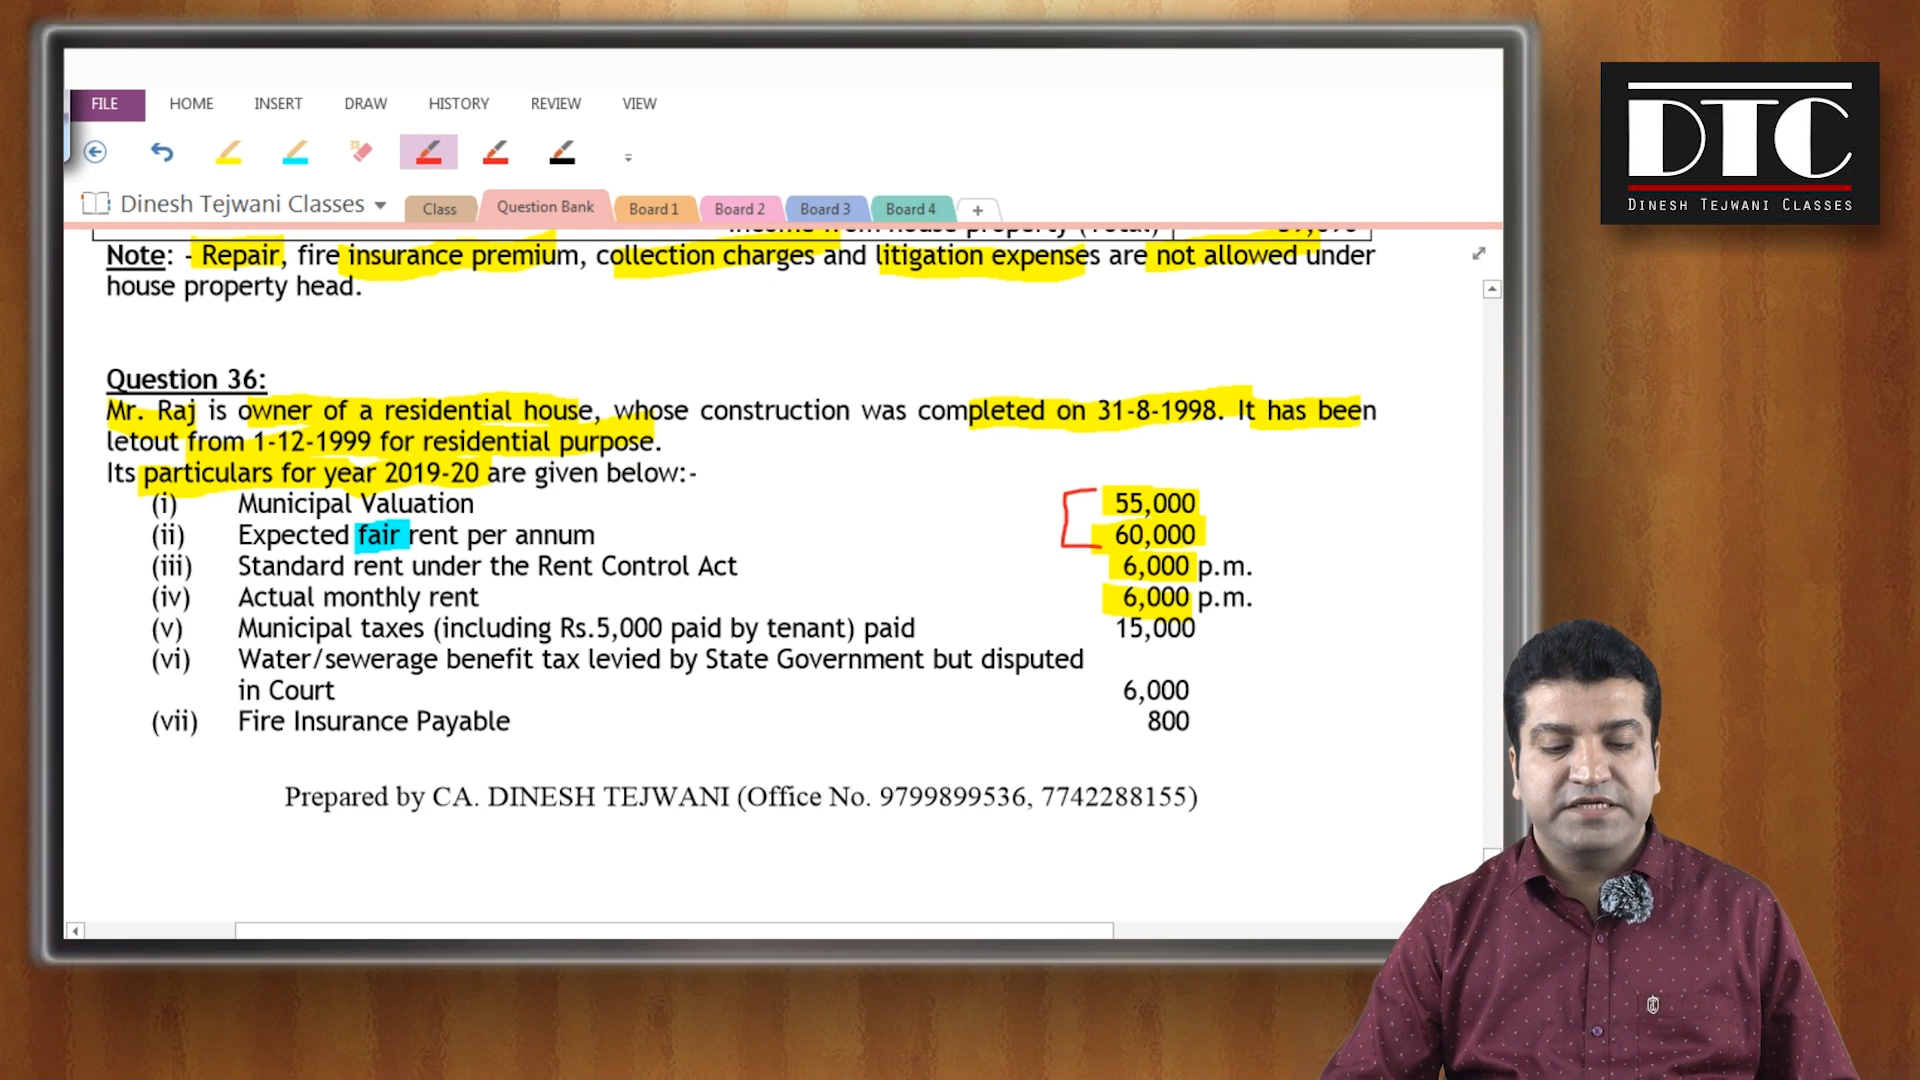 DTC
DINESH TEJWANI CLASSES
FILE HOME INSERT DRAW HISTORY REVIEW VIEW
Dinesh Tejwani Classes Class Question Bank Board 1 Board 2 Board 3 Board 4 +
Income from house property (Total) 59,890
Note: - Repair, fire insurance premium, collection charges and litigation expenses are not allowed under
house property head.
Question 36:
Mr. Raj is owner of a residential house, whose construction was completed on 31-8-1998. It has been
letout from 1-12-1999 for residential purpose.
Its particulars for year 2019-20 are given below:-
(i) Municipal Valuation 55,000
(ii) Expected fair rent per annum 60,000
(iii) Standard rent under the Rent Control Act 6,000 p.m.
(iv) Actual monthly rent 6,000 p.m.
(v) Municipal taxes (including Rs.5,000 paid by tenant) paid 15,000
(vi) Water/sewerage benefit tax levied by State Government but disputed
in Court 6,000
(vii) Fire Insurance Payable 800
Prepared by CA. DINESH TEJWANI (Office No. 9799899536, 7742288155)